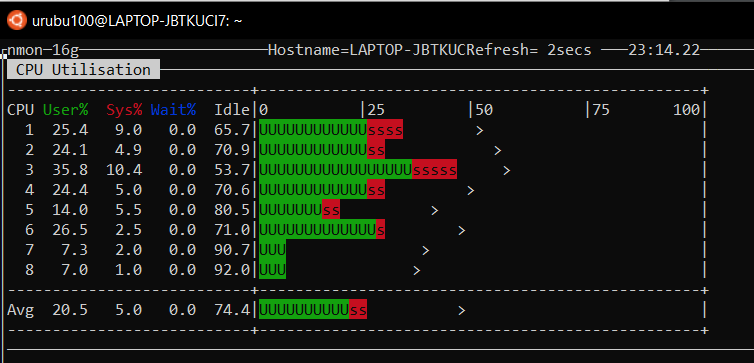 urubu100@LAPTOP-JBTKUCI7: ~
nmon-16g Hostname=LAPTOP-JBTKUCRefresh= 2secs 23:14.22
CPU Utilisation
CPU User% Sys% Wait% Idle|0 |25 |50 |75 100|
1 25.4 9.0 0.0 65.7|UUUUUUUUUUUUssss > |
2 24.1 4.9 0.0 70.9|UUUUUUUUUUUUss > |
3 35.8 10.4 0.0 53.7|UUUUUUUUUUUUUUUUUsssss > |
4 24.4 5.0 0.0 70.6|UUUUUUUUUUUUss > |
5 14.0 5.5 0.0 80.5|UUUUUUUss > |
6 26.5 2.5 0.0 71.0|UUUUUUUUUUUUUs > |
7 7.3 2.0 0.0 90.7|UUU > |
8 7.0 1.0 0.0 92.0|UUU > |
Avg 20.5 5.0 0.0 74.4|UUUUUUUUUUss > |